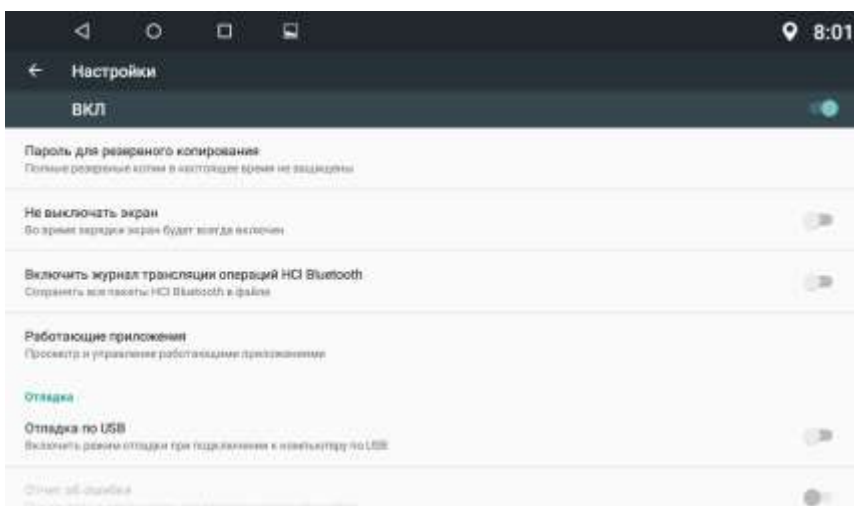 8:01
Настройки
ВКЛ
Пароль для резервного копирования
Полные резервные копии в настоящее время не защищены
Не выключать экран
Во время зарядки экран будет всегда включен
Включить журнал трансляции операций HCI Bluetooth
Сохранять все пакеты HCI Bluetooth в файле
Работающие приложения
Просмотр и управление работающими приложениями
Отладка
Отладка по USB
Включить режим отладки при подключении к компьютеру по USB
Отчет об ошибке